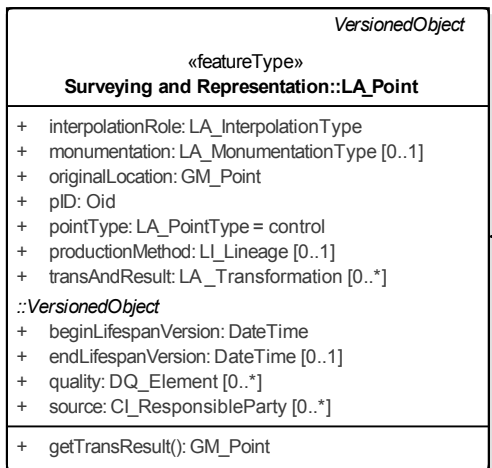 VersionedObject
«featureType»
Surveying and Representation::LA_Point
+ interpolationRole: LA_InterpolationType
+ monumentation: LA_MonumentationType [0..1]
+ originalLocation: GM_Point
+ pID: Oid
+ pointType: LA_PointType = control
+ productionMethod: LI_Lineage [0..1]
+ transAndResult: LA_Transformation [0..*]
::VersionedObject
+ beginLifespanVersion: DateTime
+ endLifespanVersion: DateTime [0..1]
+ quality: DQ_Element [0..*]
+ source: CI_ResponsibleParty [0..*]
+ getTransResult(): GM_Point